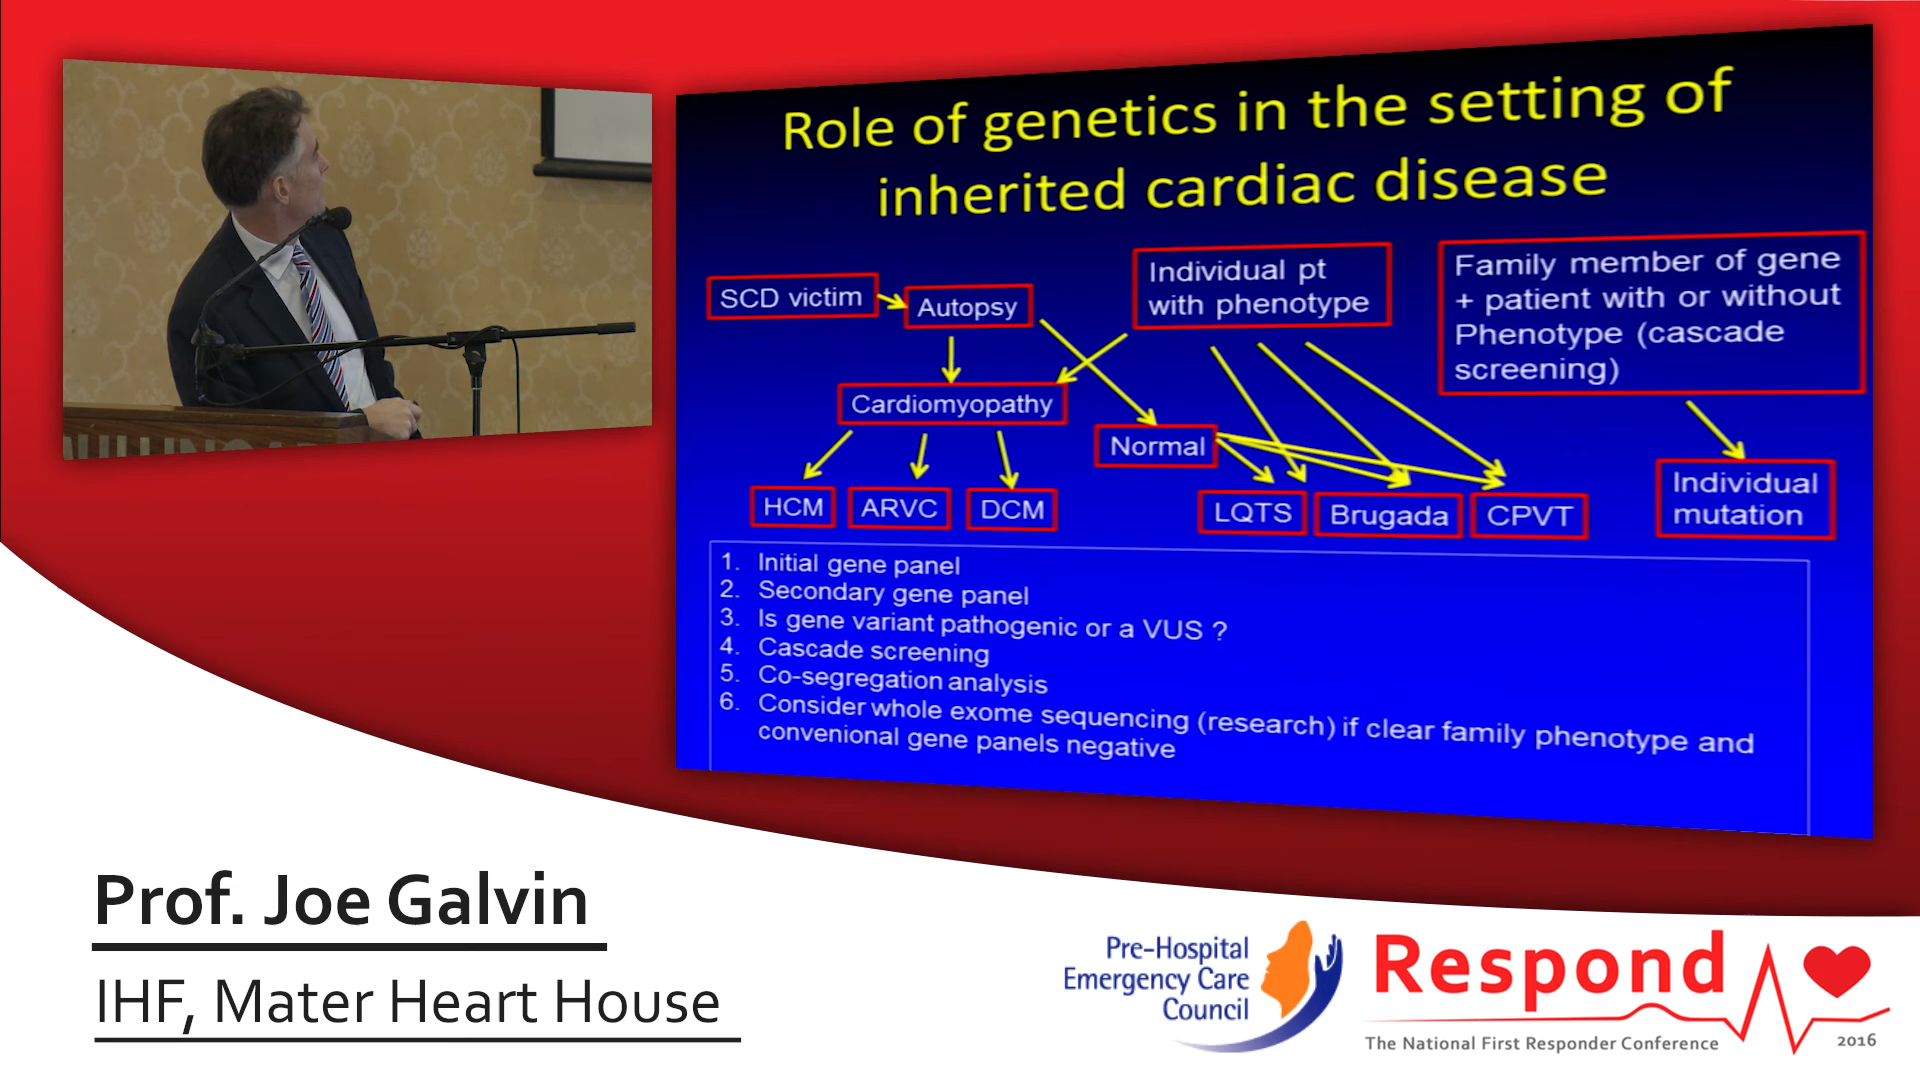 Role of genetics in the setting of
inherited cardiac disease
SCD victim
Autopsy
Individual pt
with phenotype
Family member of gene
+ patient with or without
Phenotype (cascade
screening)
Cardiomyopathy
Normal
HCM
ARVC
DCM
LQTS
Brugada
CPVT
Individual
mutation
1. Initial gene panel
2. Secondary gene panel
3. Is gene variant pathogenic or a VUS ?
4. Cascade screening
5. Co-segregation analysis
6. Consider whole exome sequencing (research) if clear family phenotype and
convenional gene panels negative
Prof. Joe Galvin
IHF, Mater Heart House
Pre-Hospital
Emergency Care
Council
Respond
The National First Responder Conference
2016